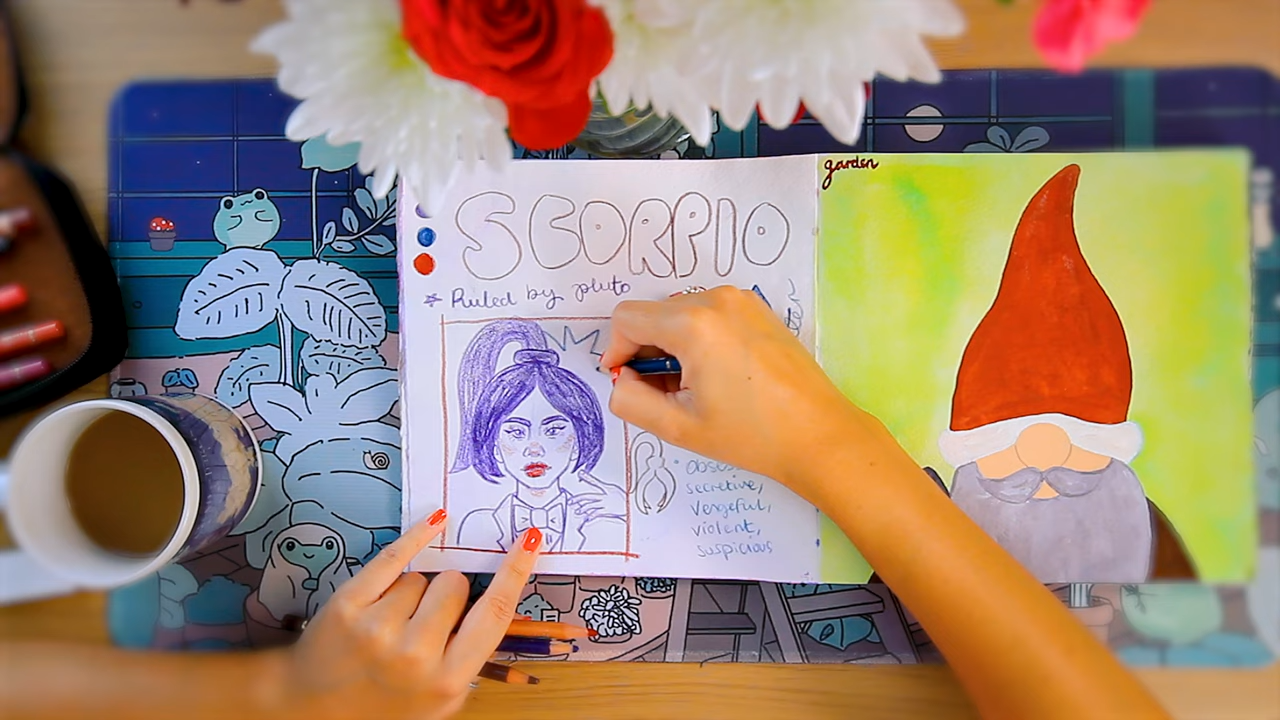 SCORPIO
Ruled by pluto
secretive,
vengeful,
violent,
suspicious
garden